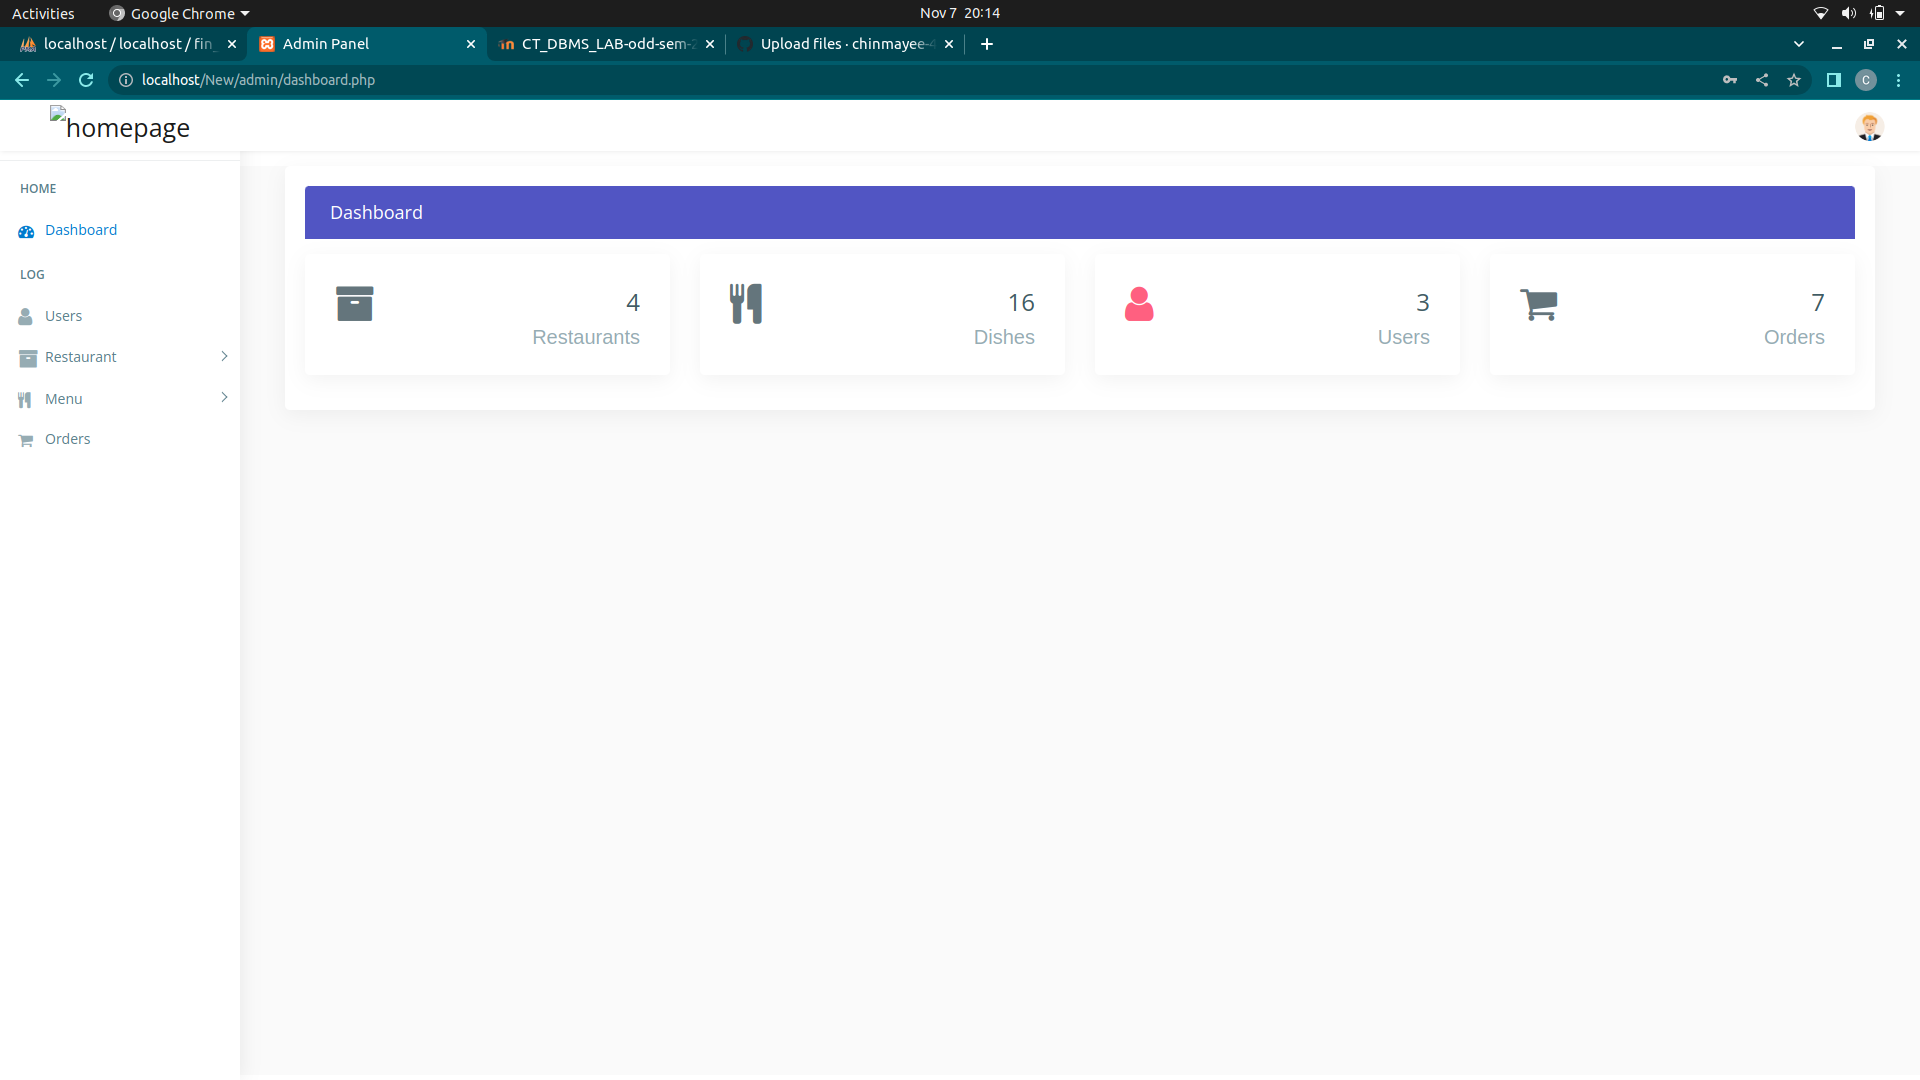 Activities
Google Chrome
Nov 7 20:14
localhost / localhost / fin_
Admin Panel
CT_DBMS_LAB-odd-sem-2
Upload files · chinmayee-4
localhost/New/admin/dashboard.php
C
homepage
HOME
Dashboard
LOG
Users
Restaurant
Menu
Orders
Dashboard
4
Restaurants
16
Dishes
3
Users
7
Orders